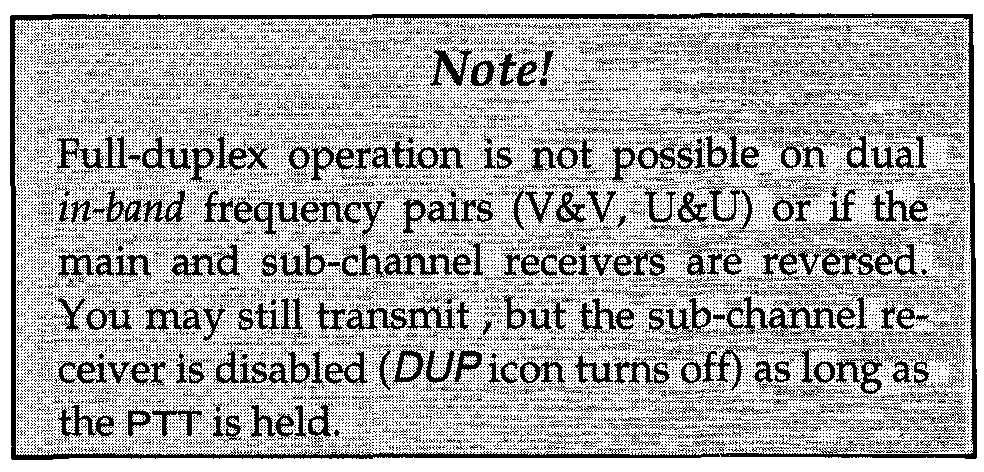 Note!
Full-duplex operation is not possible on dual
in-band frequency pairs (V&V, U&U) or if the
main and sub-channel receivers are reversed.
You may still transmit , but the sub-channel re-
ceiver is disabled (DUP icon turns off) as long as
the PTT is held.